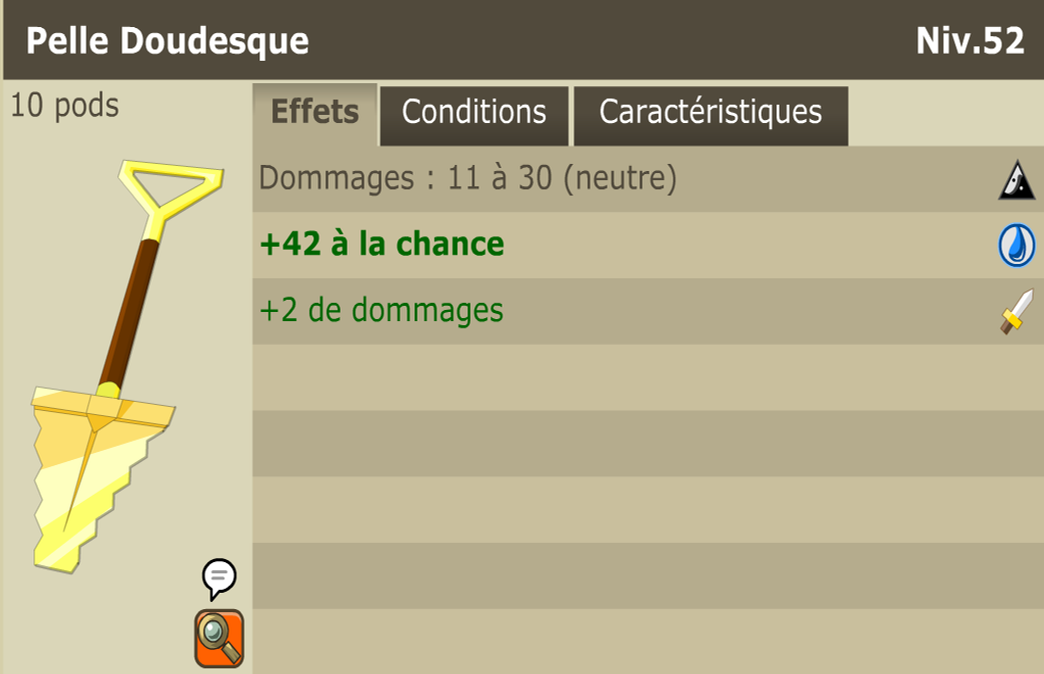 Pelle Doudesque
Niv.52
10 pods
Effets
Conditions
Caractéristiques
Dommages : 11 à 30 (neutre)
+42 à la chance
+2 de dommages